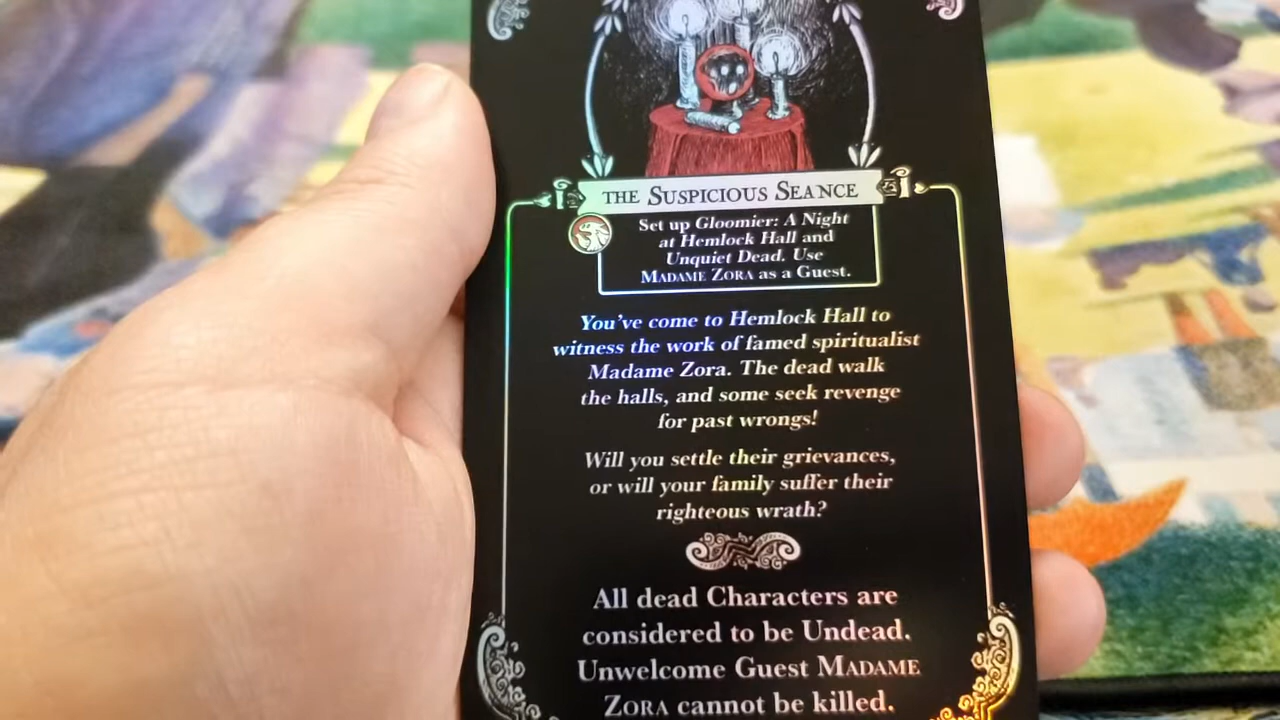 THE SUSPICIOUS SEANCE
Set up Gloomier: A Night
at Hemlock Hall and
Unquiet Dead. Use
MADAME ZORA as a Guest.
You've come to Hemlock Hall to
witness the work of famed spiritualist
Madame Zora. The dead walk
the halls, and some seek revenge
for past wrongs!
Will you settle their grievances,
or will your family suffer their
righteous wrath?
All dead Characters are
considered to be Undead.
Unwelcome Guest MADAME
ZORA cannot be killed.